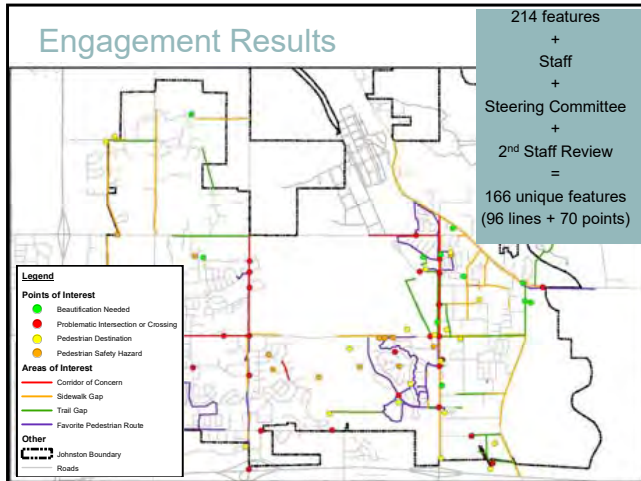 Engagement Results
214 features
+
Staff
+
Steering Committee
+
2nd Staff Review
=
166 unique features
(96 lines + 70 points)
Legend
Points of Interest
Beautification Needed
Problematic Intersection or Crossing
Pedestrian Destination
Pedestrian Safety Hazard
Areas of Interest
Corridor of Concern
Sidewalk Gap
Trail Gap
Favorite Pedestrian Route
Other
Johnston Boundary
Roads